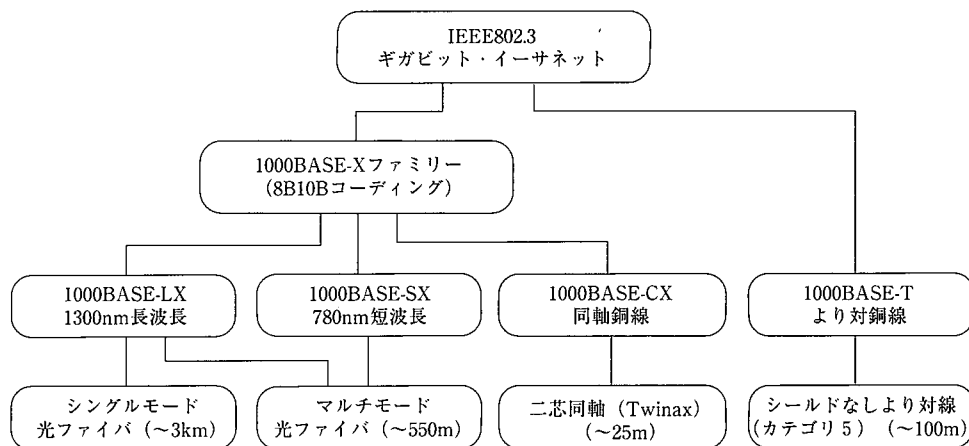 IEEE802.3
ギガビット・イーサネット
1000BASE-Xファミリー
(8B10Bコーディング)
1000BASE-LX
1300nm長波長
1000BASE-SX
780nm短波長
1000BASE-CX
同軸銅線
1000BASE-T
より対銅線
シングルモード
光ファイバ（～3km）
マルチモード
光ファイバ（～550m）
二芯同軸（Twinax）
（～25m）
シールドなしより対線
（カテゴリ5）（～100m）